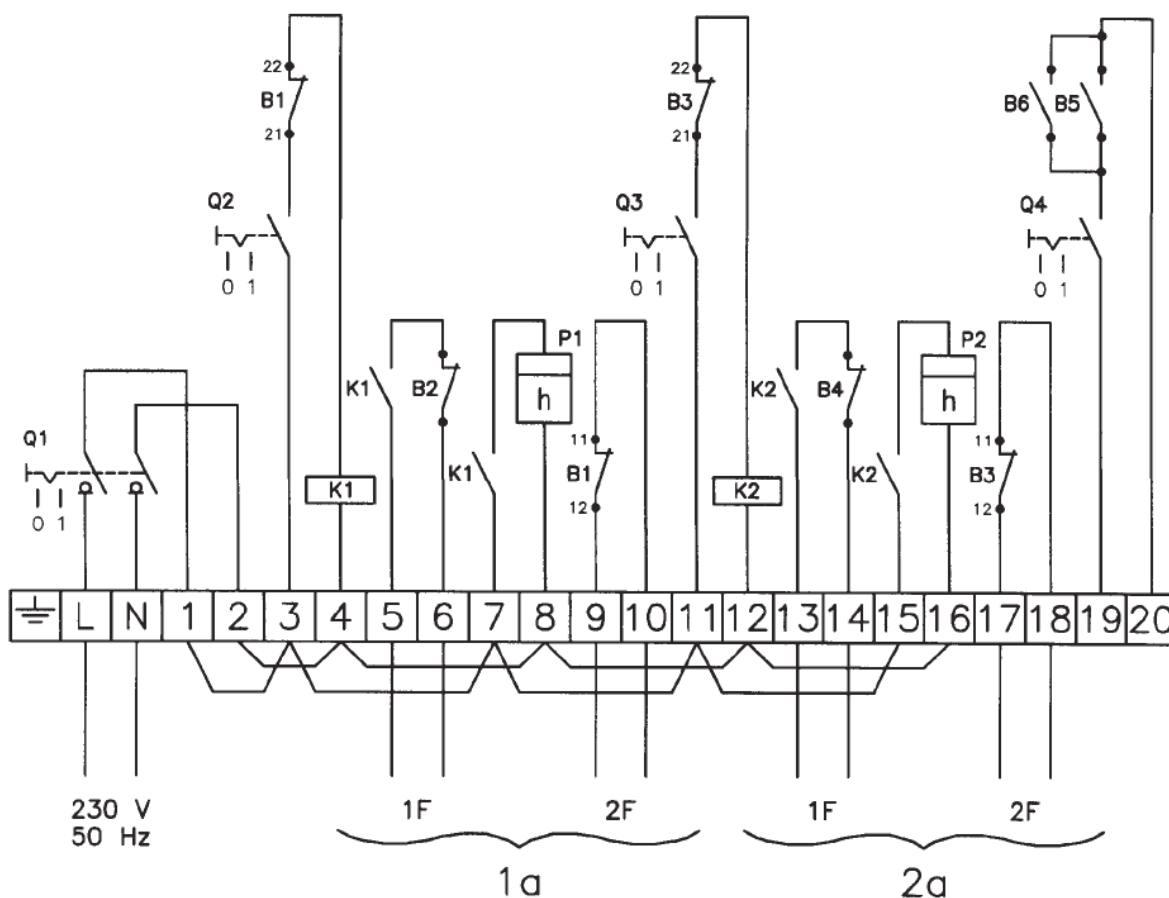 22
B1
21
Q2
0 1
22
B3
21
Q3
0 1
B6 B5
Q4
0 1
Q1
0 1
K1
K1
B2
K1
P1
h
11
B1
12
K2
K2
B4
K2
P2
h
11
B3
12
L N 1 2 3 4 5 6 7 8 9 10 11 12 13 14 15 16 17 18 19 20
230 V
50 Hz
1F 2F 1F 2F
1a 2a